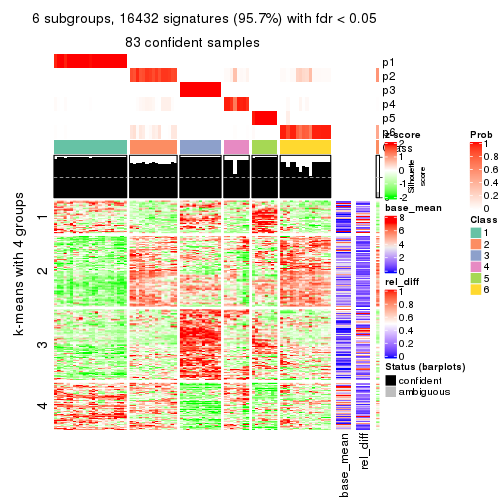 6 subgroups, 16432 signatures (95.7%) with fdr < 0.05
83 confident samples
p1
p2
p3
p4
p5
p6
z-score
2
1
0
-1
-2
Class
Silhouette
score
Prob
1
0.8
0.6
0.4
0.2
0
base_mean
8
6
4
2
0
Class
1
2
3
4
5
6
rel_diff
1
0.8
0.6
0.4
0.2
0
Status (barplots)
confident
ambiguous
k-means with 4 groups
1
2
3
4
base_mean
rel_diff